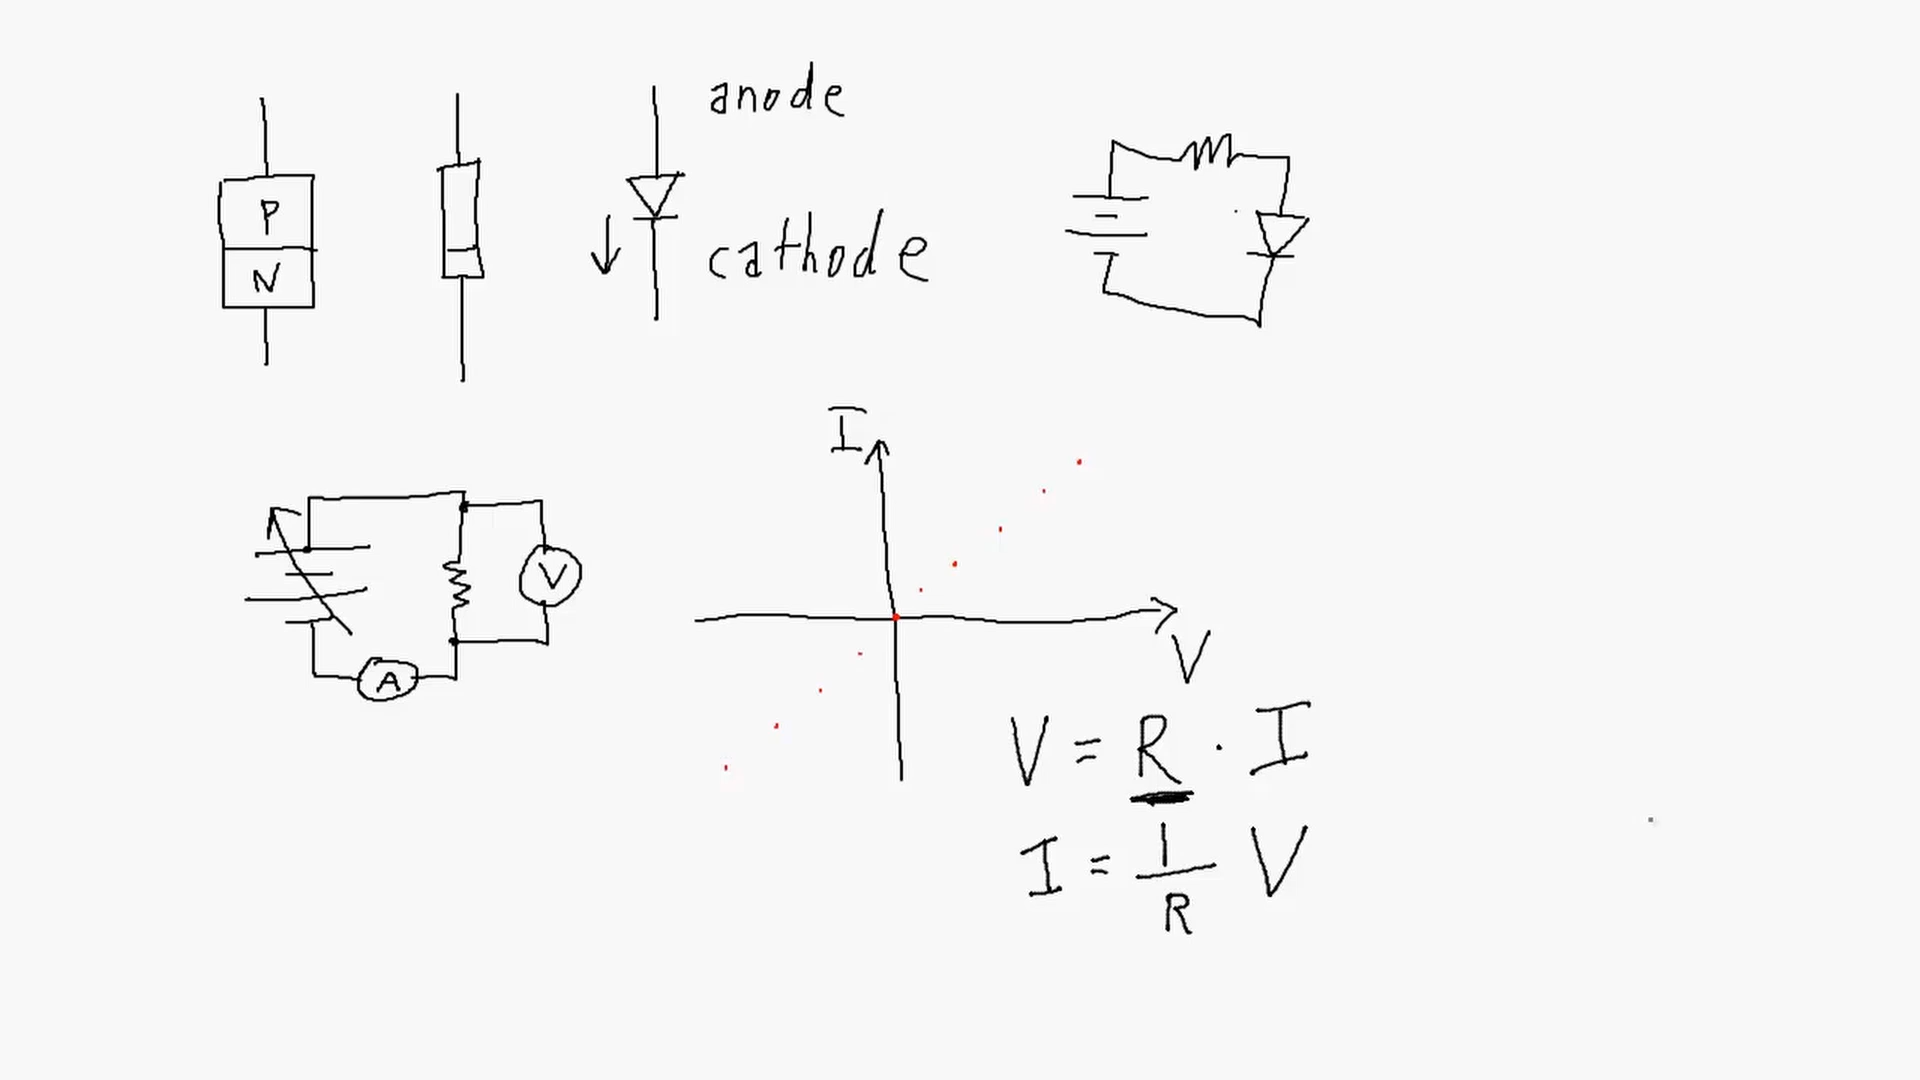 anode
P
N
cathode
I
V
A
V
V = R · I
I = 1/R V